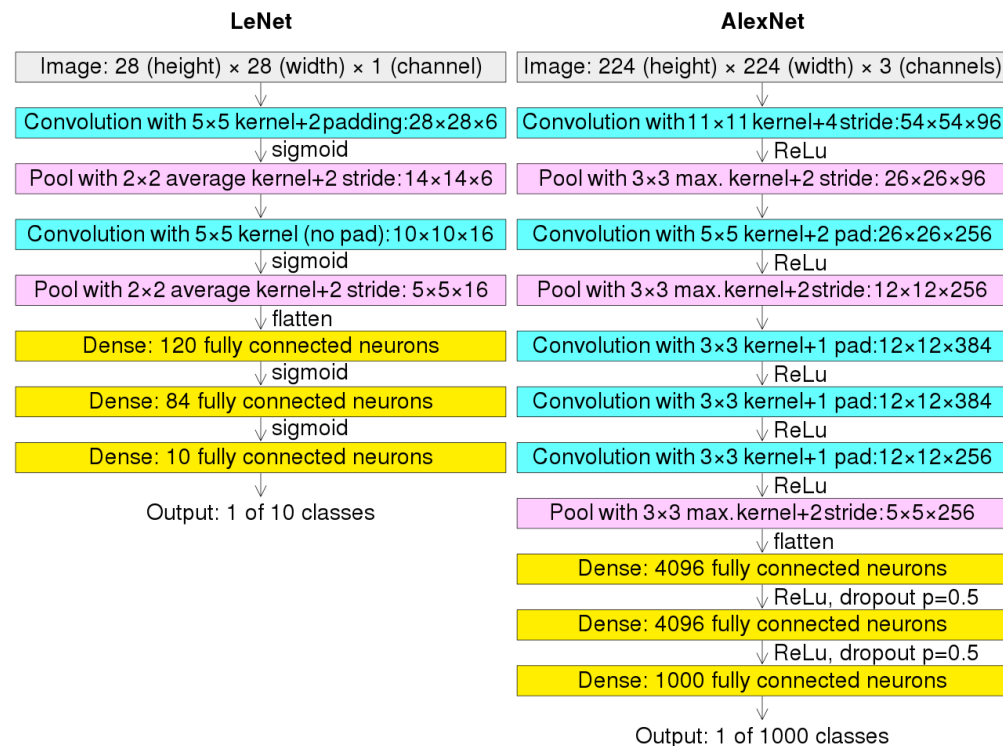 LeNet
Image: 28 (height) × 28 (width) × 1 (channel)
Convolution with 5×5 kernel+2padding:28×28×6
sigmoid
Pool with 2×2 average kernel+2 stride:14×14×6
Convolution with 5×5 kernel (no pad):10×10×16
sigmoid
Pool with 2×2 average kernel+2 stride: 5×5×16
flatten
Dense: 120 fully connected neurons
sigmoid
Dense: 84 fully connected neurons
sigmoid
Dense: 10 fully connected neurons
Output: 1 of 10 classes
AlexNet
Image: 224 (height) × 224 (width) × 3 (channels)
Convolution with 11×11 kernel+4 stride:54×54×96
ReLu
Pool with 3×3 max. kernel+2 stride: 26×26×96
Convolution with 5×5 kernel+2 pad:26×26×256
ReLu
Pool with 3×3 max.kernel+2stride:12×12×256
Convolution with 3×3 kernel+1 pad:12×12×384
ReLu
Convolution with 3×3 kernel+1 pad:12×12×384
ReLu
Convolution with 3×3 kernel+1 pad:12×12×256
ReLu
Pool with 3×3 max.kernel+2stride:5×5×256
flatten
Dense: 4096 fully connected neurons
ReLu, dropout p=0.5
Dense: 4096 fully connected neurons
ReLu, dropout p=0.5
Dense: 1000 fully connected neurons
Output: 1 of 1000 classes